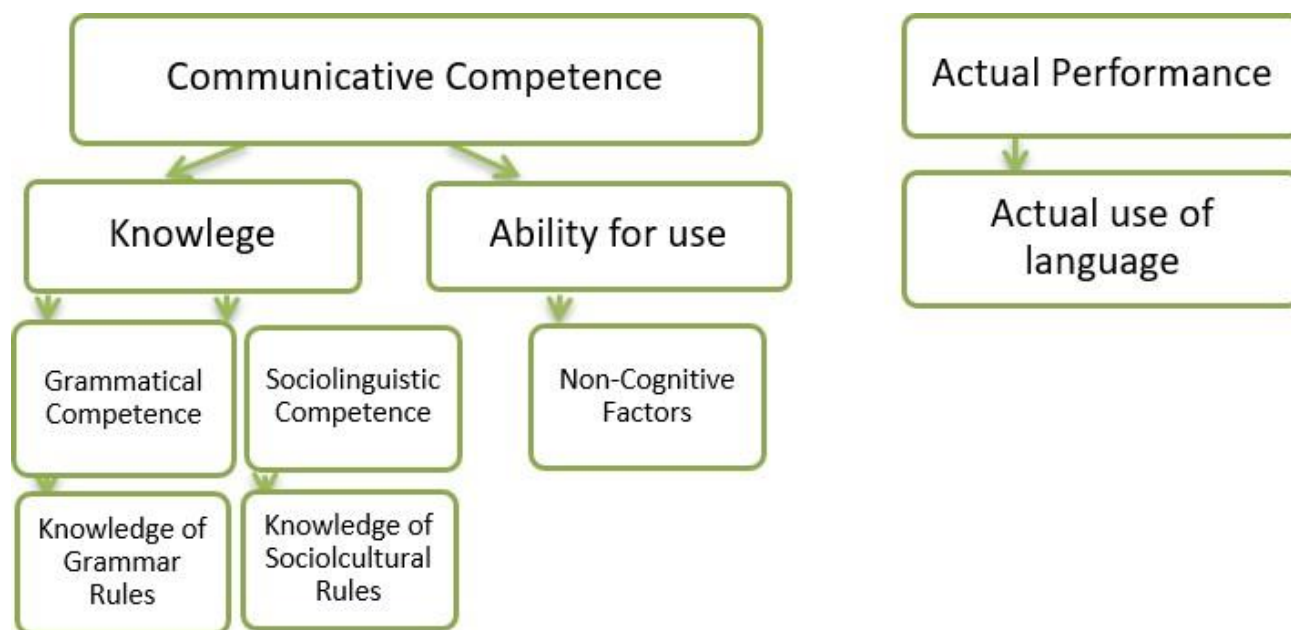 Communicative Competence
Actual Performance
Knowlege
Ability for use
Actual use of
language
Grammatical
Competence
Sociolinguistic
Competence
Non-Cognitive
Factors
Knowledge of
Grammar
Rules
Knowledge of
Sociolcultural
Rules